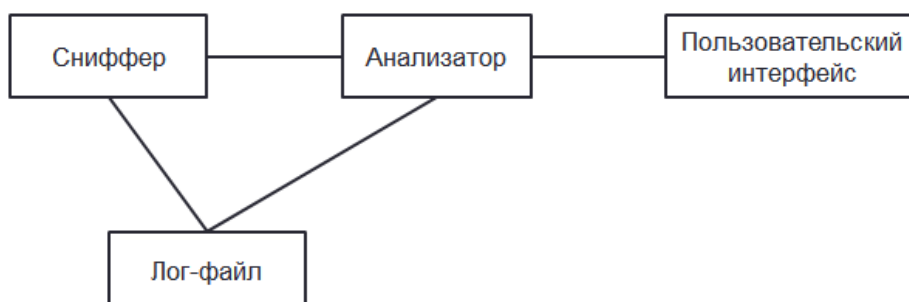 Сниффер
Анализатор
Пользовательский
интерфейс
Лог-файл